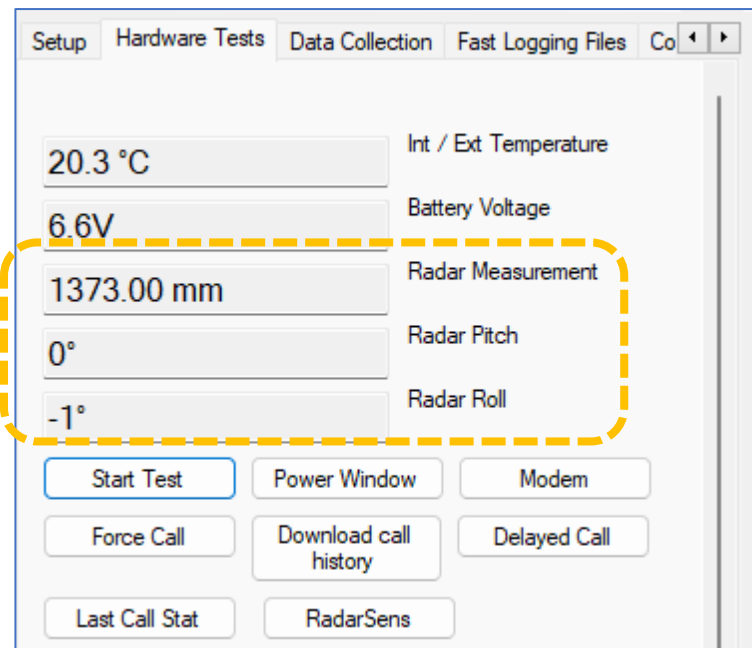 Setup Hardware Tests Data Collection Fast Logging Files Co
20.3 °C Int / Ext Temperature
6.6V Battery Voltage
1373.00 mm Radar Measurement
0° Radar Pitch
-1° Radar Roll
Start Test Power Window Modem
Force Call Download call history Delayed Call
Last Call Stat RadarSens